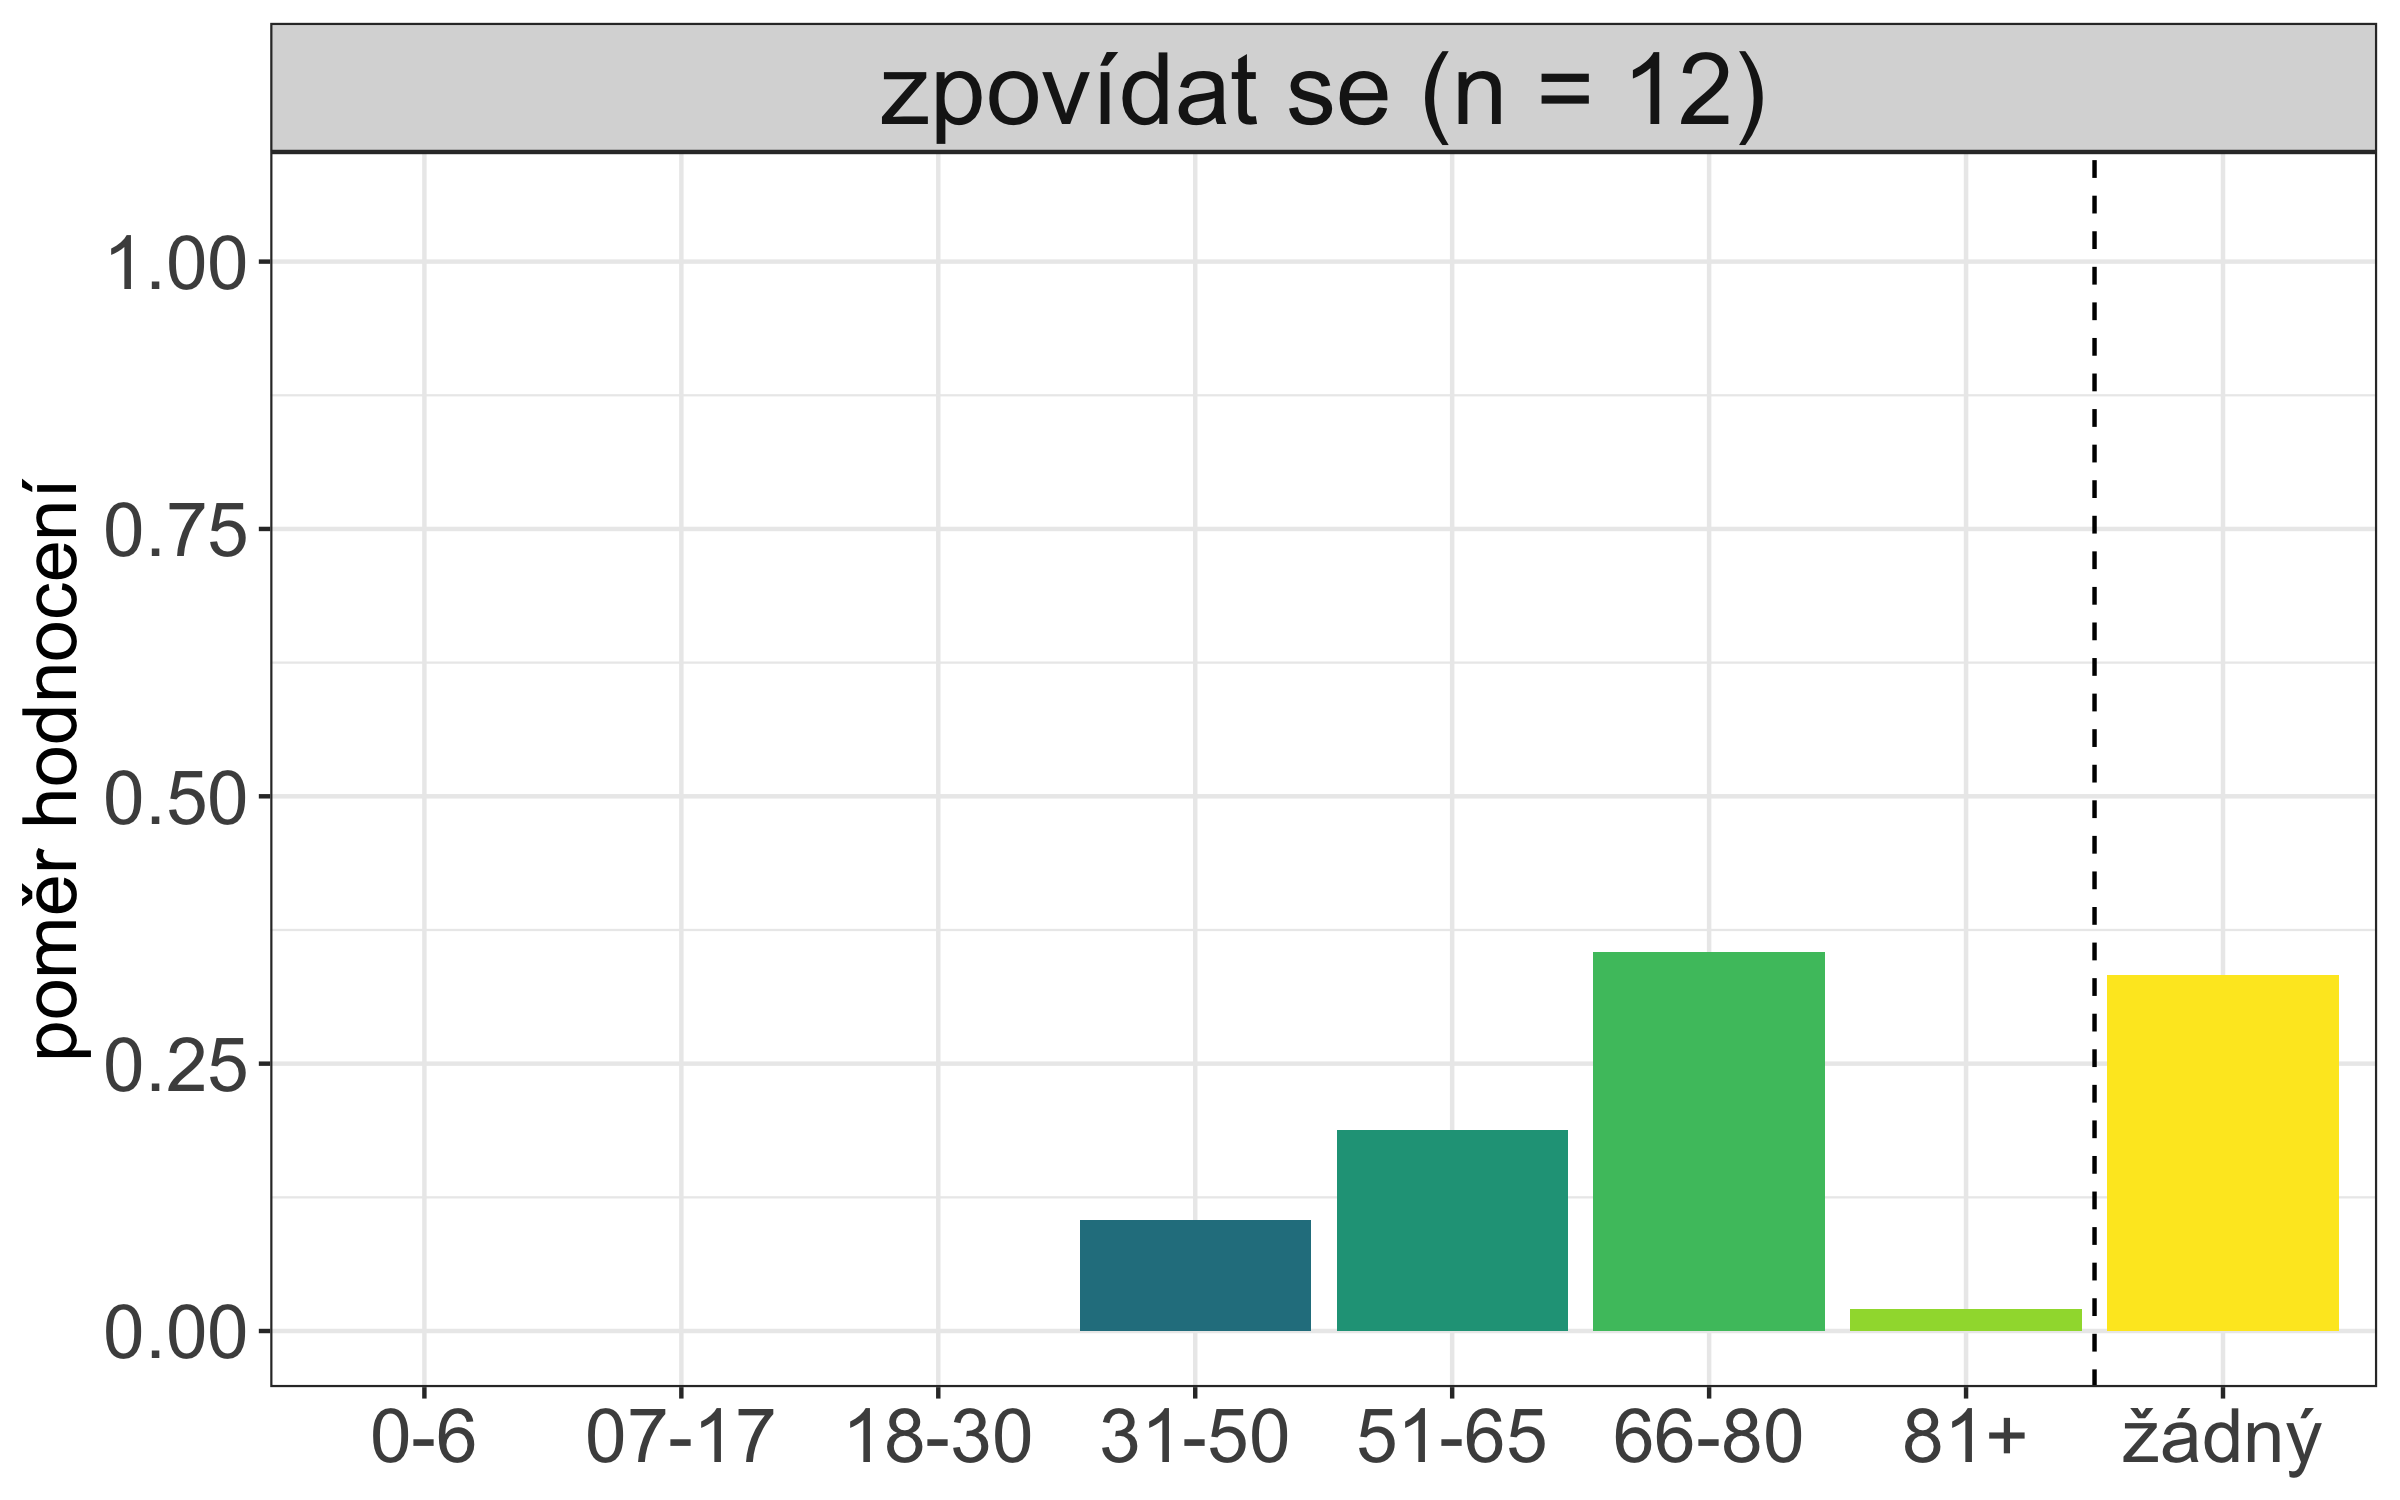 zpovídat se (n = 12)
poměr hodnocení
1.00
0.75
0.50
0.25
0.00
0-6 07-17 18-30 31-50 51-65 66-80 81+ žádný